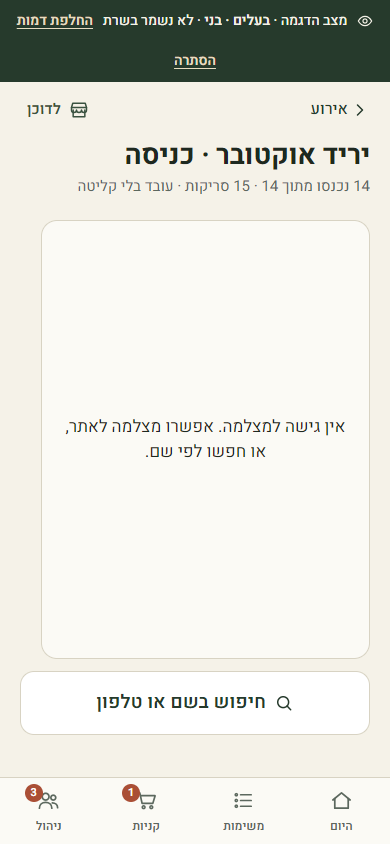 מצב הדגמה · בעלים · בני · לא נשמר בשרת החלפת דמות
הסתרה
אירוע
לדוכן
יריד אוקטובר · כניסה
14 נכנסו מתוך 14 · 15 סריקות · עובד בלי קליטה
אין גישה למצלמה. אפשרו מצלמה לאתר,
או חפשו לפי שם.
חיפוש בשם או טלפון
היום
משימות
1
קניות
3
ניהול